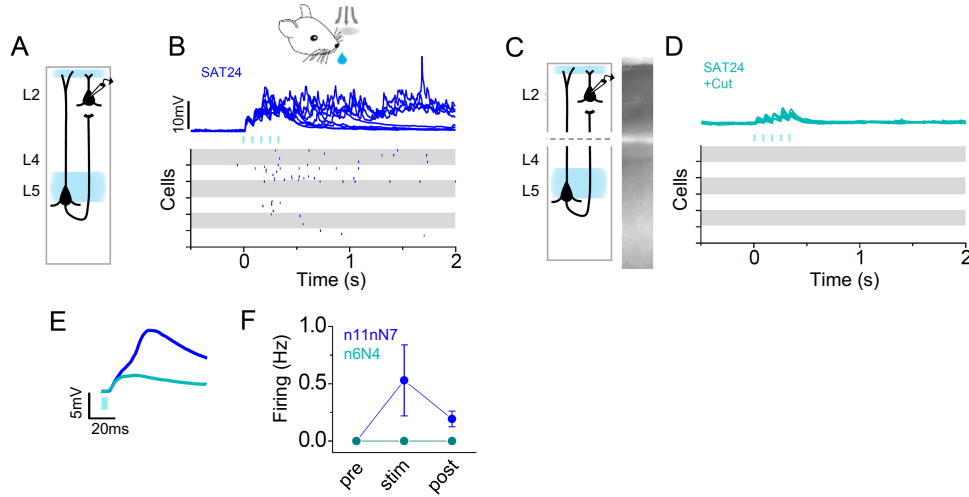 A
B
C
D
L2
L4
L5
SAT24
10mV
Cells
0
1
2
Time (s)
L2
L4
L5
SAT24
+Cut
Cells
0
1
2
Time (s)
E
F
5mV
20ms
Firing (Hz)
1.0
0.5
0.0
n11nN7
n6N4
pre
stim
post